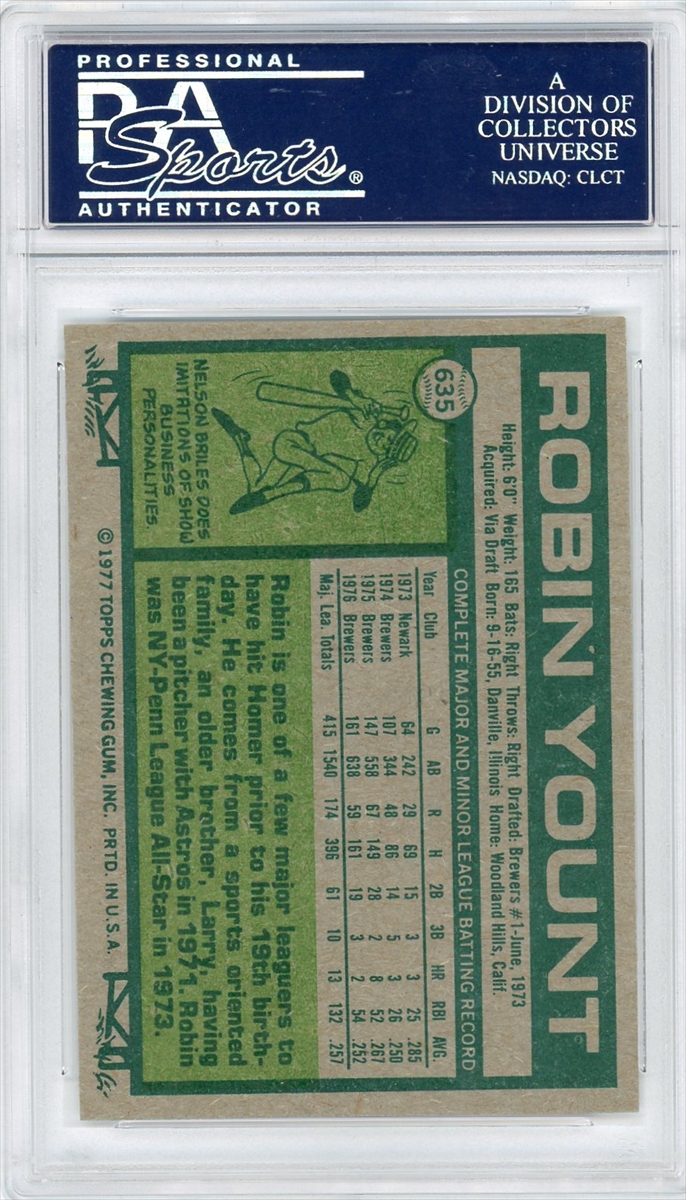 PROFESSIONAL
PSA
Sports®
AUTHENTICATOR
A
DIVISION OF
COLLECTORS
UNIVERSE
NASDAQ: CLCT
ROBIN YOUNT
635
Height: 6'0" Weight: 165 Bats: Right Throws: Right Drafted: Brewers #1-June, 1973
Acquired: Via Draft Born: 9-16-55, Danville, Illinois Home: Woodland Hills, Calif.
COMPLETE MAJOR AND MINOR LEAGUE BATTING RECORD
Year Club G AB R H 2B 3B HR RBI AVG.
1973 Newark 64 242 29 69 15 3 3 25 .285
1974 Brewers 107 344 48 86 14 5 3 26 .250
1975 Brewers 147 558 67 149 28 2 8 52 .267
1976 Brewers 161 638 59 161 19 3 2 54 .252
Maj. Lea. Totals 415 1540 174 396 61 10 13 132 .257
NELSON BRILES DOES
IMITATIONS OF SHOW
BUSINESS
PERSONALITIES
Robin is one of a few major leaguers to
have hit Homer prior to his 19th birth-
day. He comes from a sports oriented
family, an older brother, Larry, having
been a pitcher with Astros in 1971. Robin
was NY-Penn League All-Star in 1973.
© 1977 TOPPS CHEWING GUM, INC. PRTD. IN U.S.A.